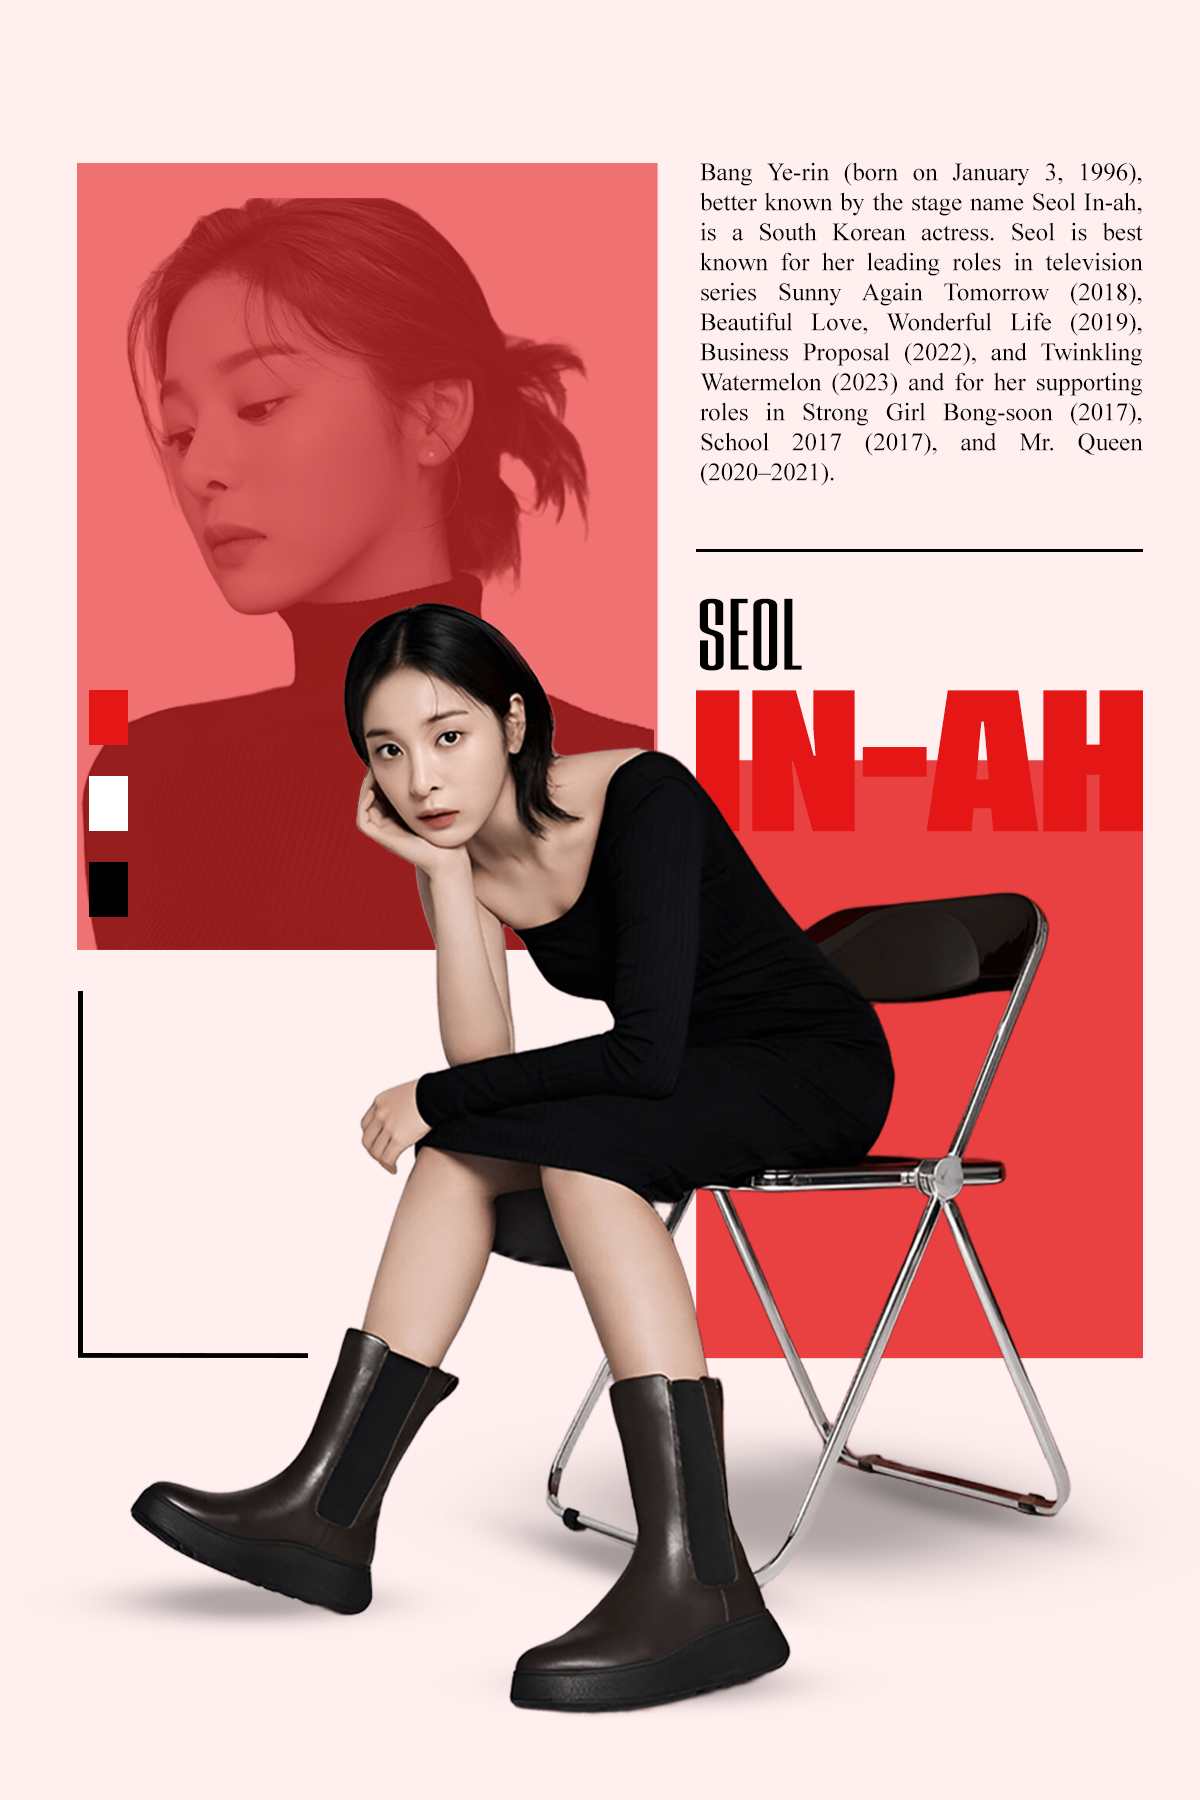 Bang Ye-rin (born on January 3, 1996),
better known by the stage name Seol In-ah,
is a South Korean actress. Seol is best
known for her leading roles in television
series Sunny Again Tomorrow (2018),
Beautiful Love, Wonderful Life (2019),
Business Proposal (2022), and Twinkling
Watermelon (2023) and for her supporting
roles in Strong Girl Bong-soon (2017),
School 2017 (2017), and Mr. Queen
(2020–2021).
SEOL
IN-AH